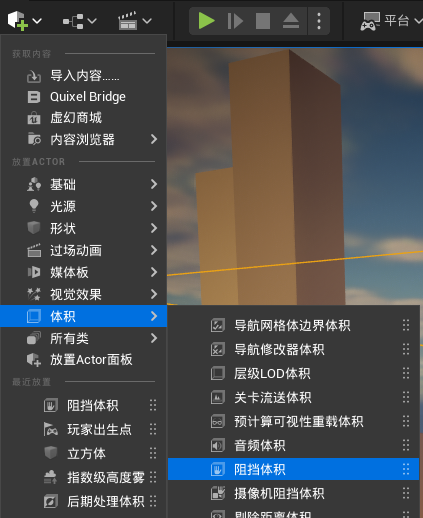 平台
获取内容
导入内容......
Quixel Bridge
虚幻商城
内容浏览器
放置ACTOR
基础
光源
形状
过场动画
媒体板
视觉效果
体积
所有类
放置Actor面板
最近放置
阻挡体积
玩家出生点
立方体
指数级高度雾
后期处理体积
导航网格体边界体积
导航修改器体积
层级LOD体积
关卡流送体积
预计算可视性重载体积
音频体积
阻挡体积
摄像机阻挡体积
剔除距离体积